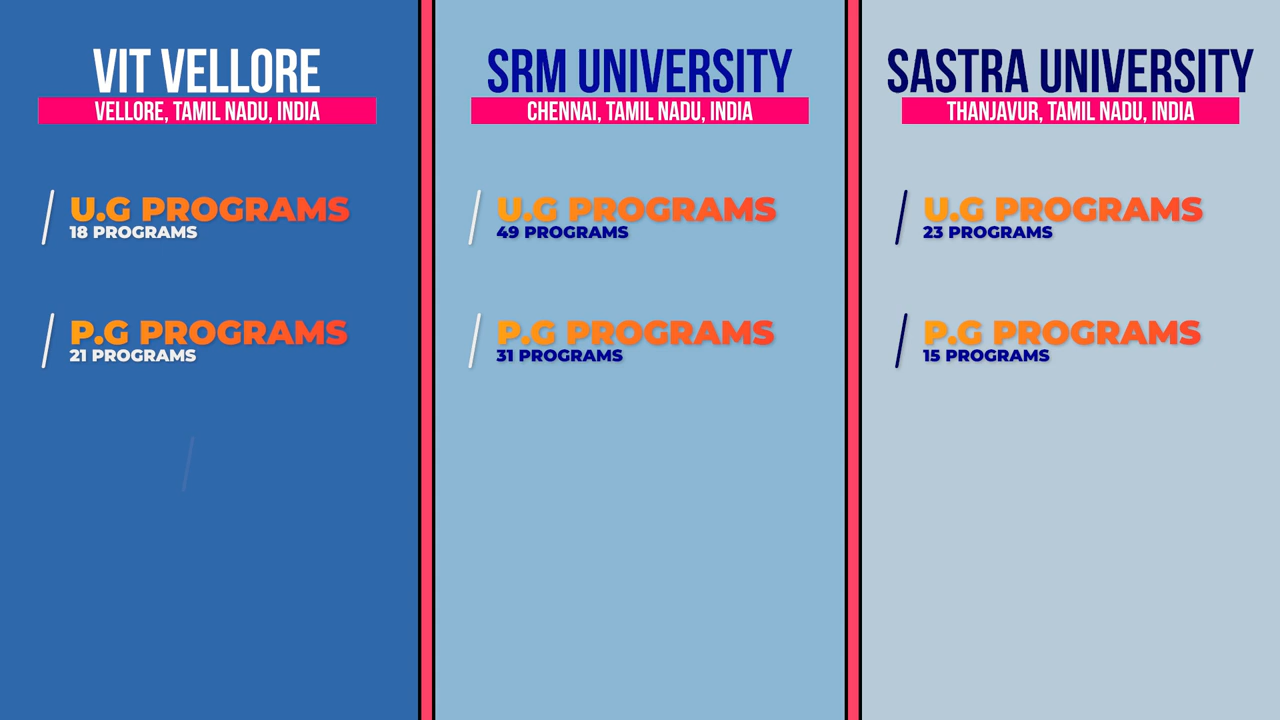 VIT VELLORE
VELLORE, TAMIL NADU, INDIA
U.G PROGRAMS
18 PROGRAMS
P.G PROGRAMS
21 PROGRAMS
SRM UNIVERSITY
CHENNAI, TAMIL NADU, INDIA
U.G PROGRAMS
49 PROGRAMS
P.G PROGRAMS
31 PROGRAMS
SASTRA UNIVERSITY
THANJAVUR, TAMIL NADU, INDIA
U.G PROGRAMS
23 PROGRAMS
P.G PROGRAMS
15 PROGRAMS